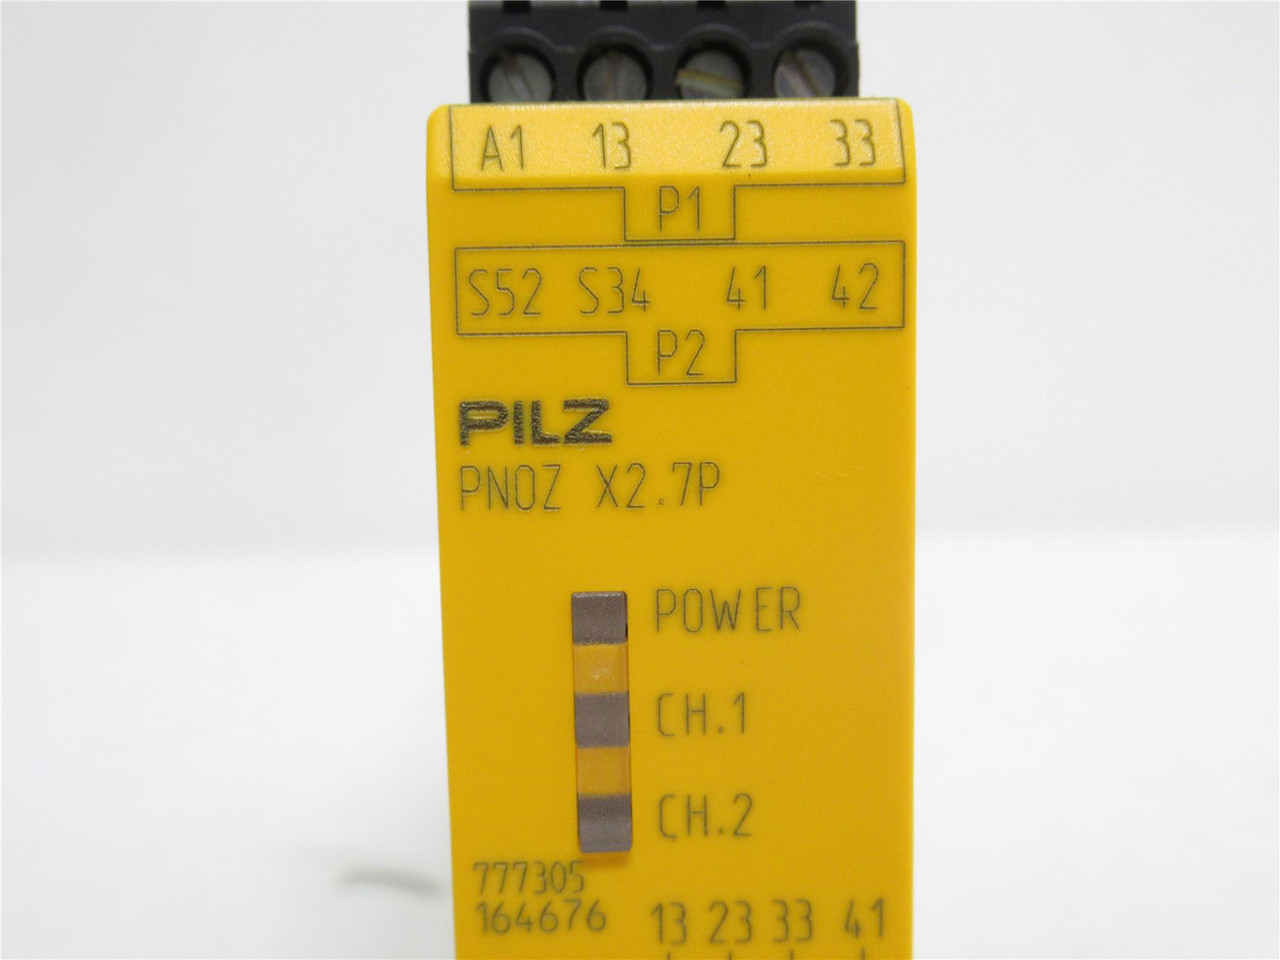 A1 13 23 33
P1
S52 S34 41 42
P2
PILZ
PNOZ X2.7P
POWER
CH.1
CH.2
777305
164676
13 23 33 41